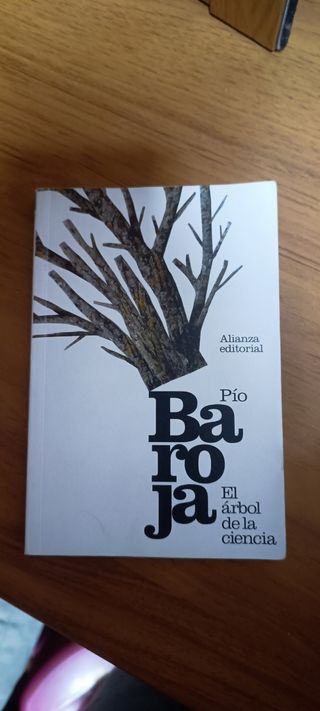 Alianza
editorial
Pío
Ba
ro
ja
El
árbol
de la
ciencia